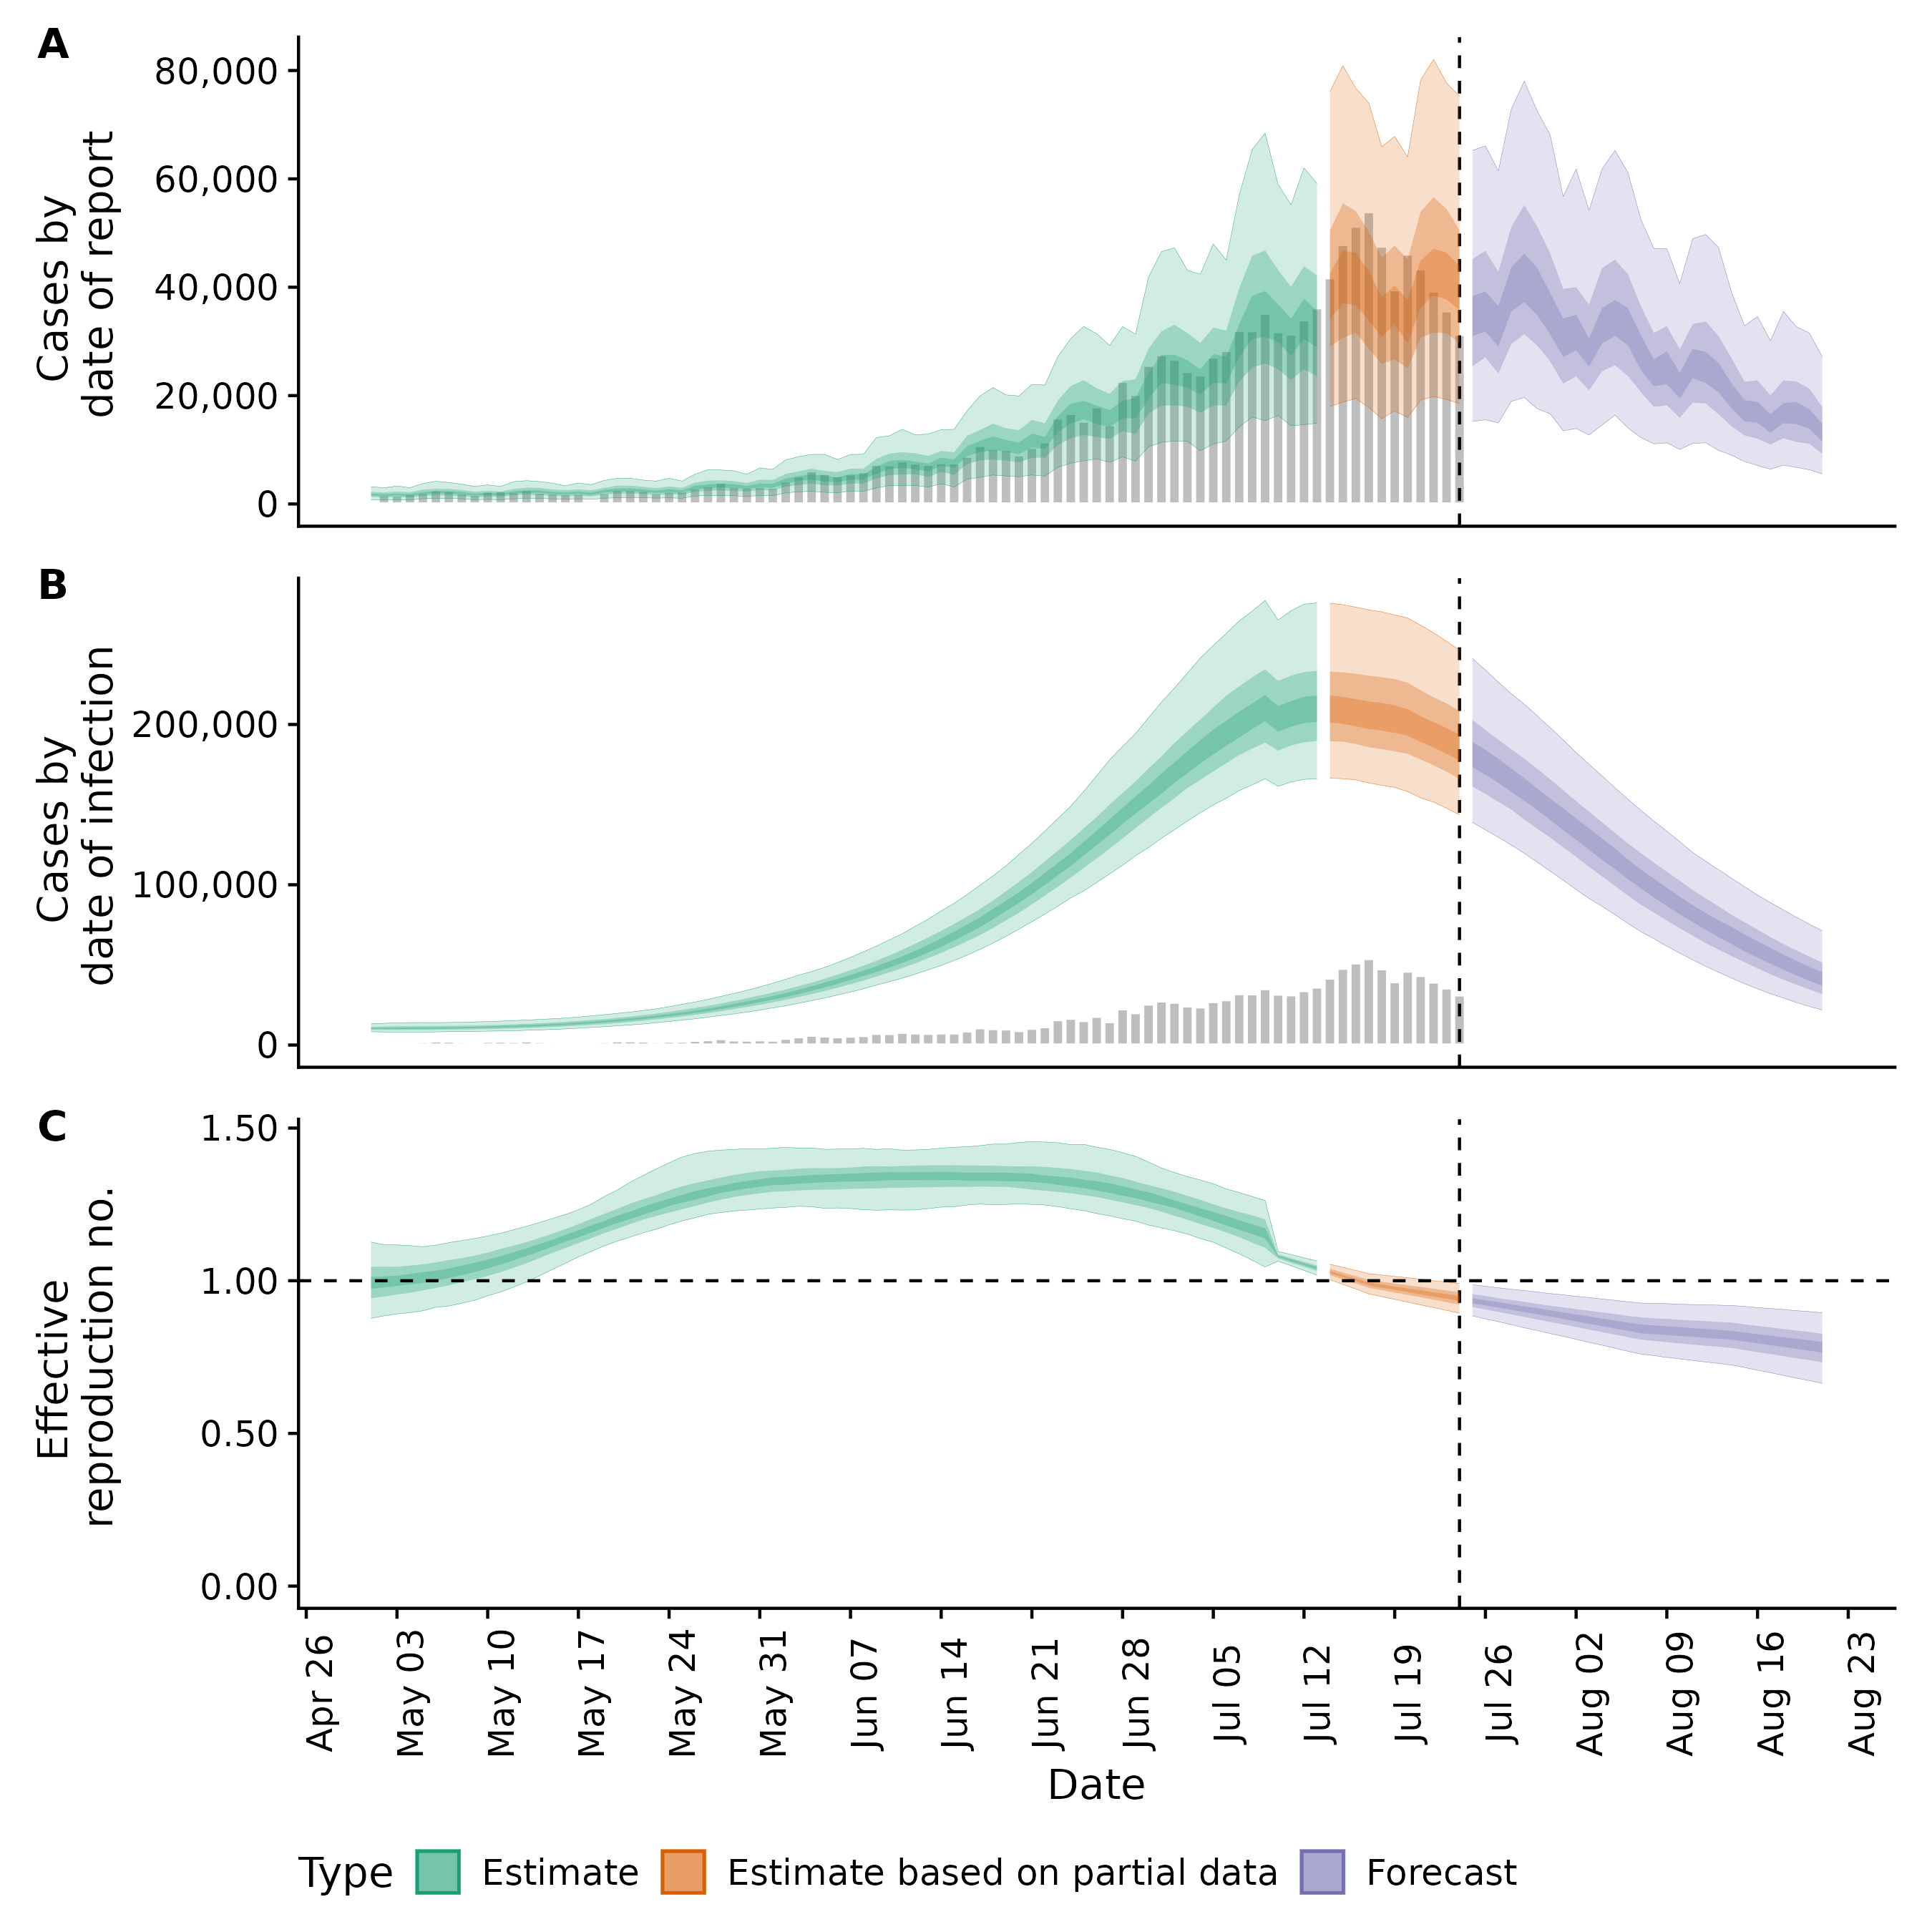 A
Cases by
date of report
80,000
60,000
40,000
20,000
0
B
Cases by
date of infection
200,000
100,000
0
C
Effective
reproduction no.
1.50
1.00
0.50
0.00
Apr 26
May 03
May 10
May 17
May 24
May 31
Jun 07
Jun 14
Jun 21
Jun 28
Jul 05
Jul 12
Jul 19
Jul 26
Aug 02
Aug 09
Aug 16
Aug 23
Date
Type Estimate Estimate based on partial data Forecast